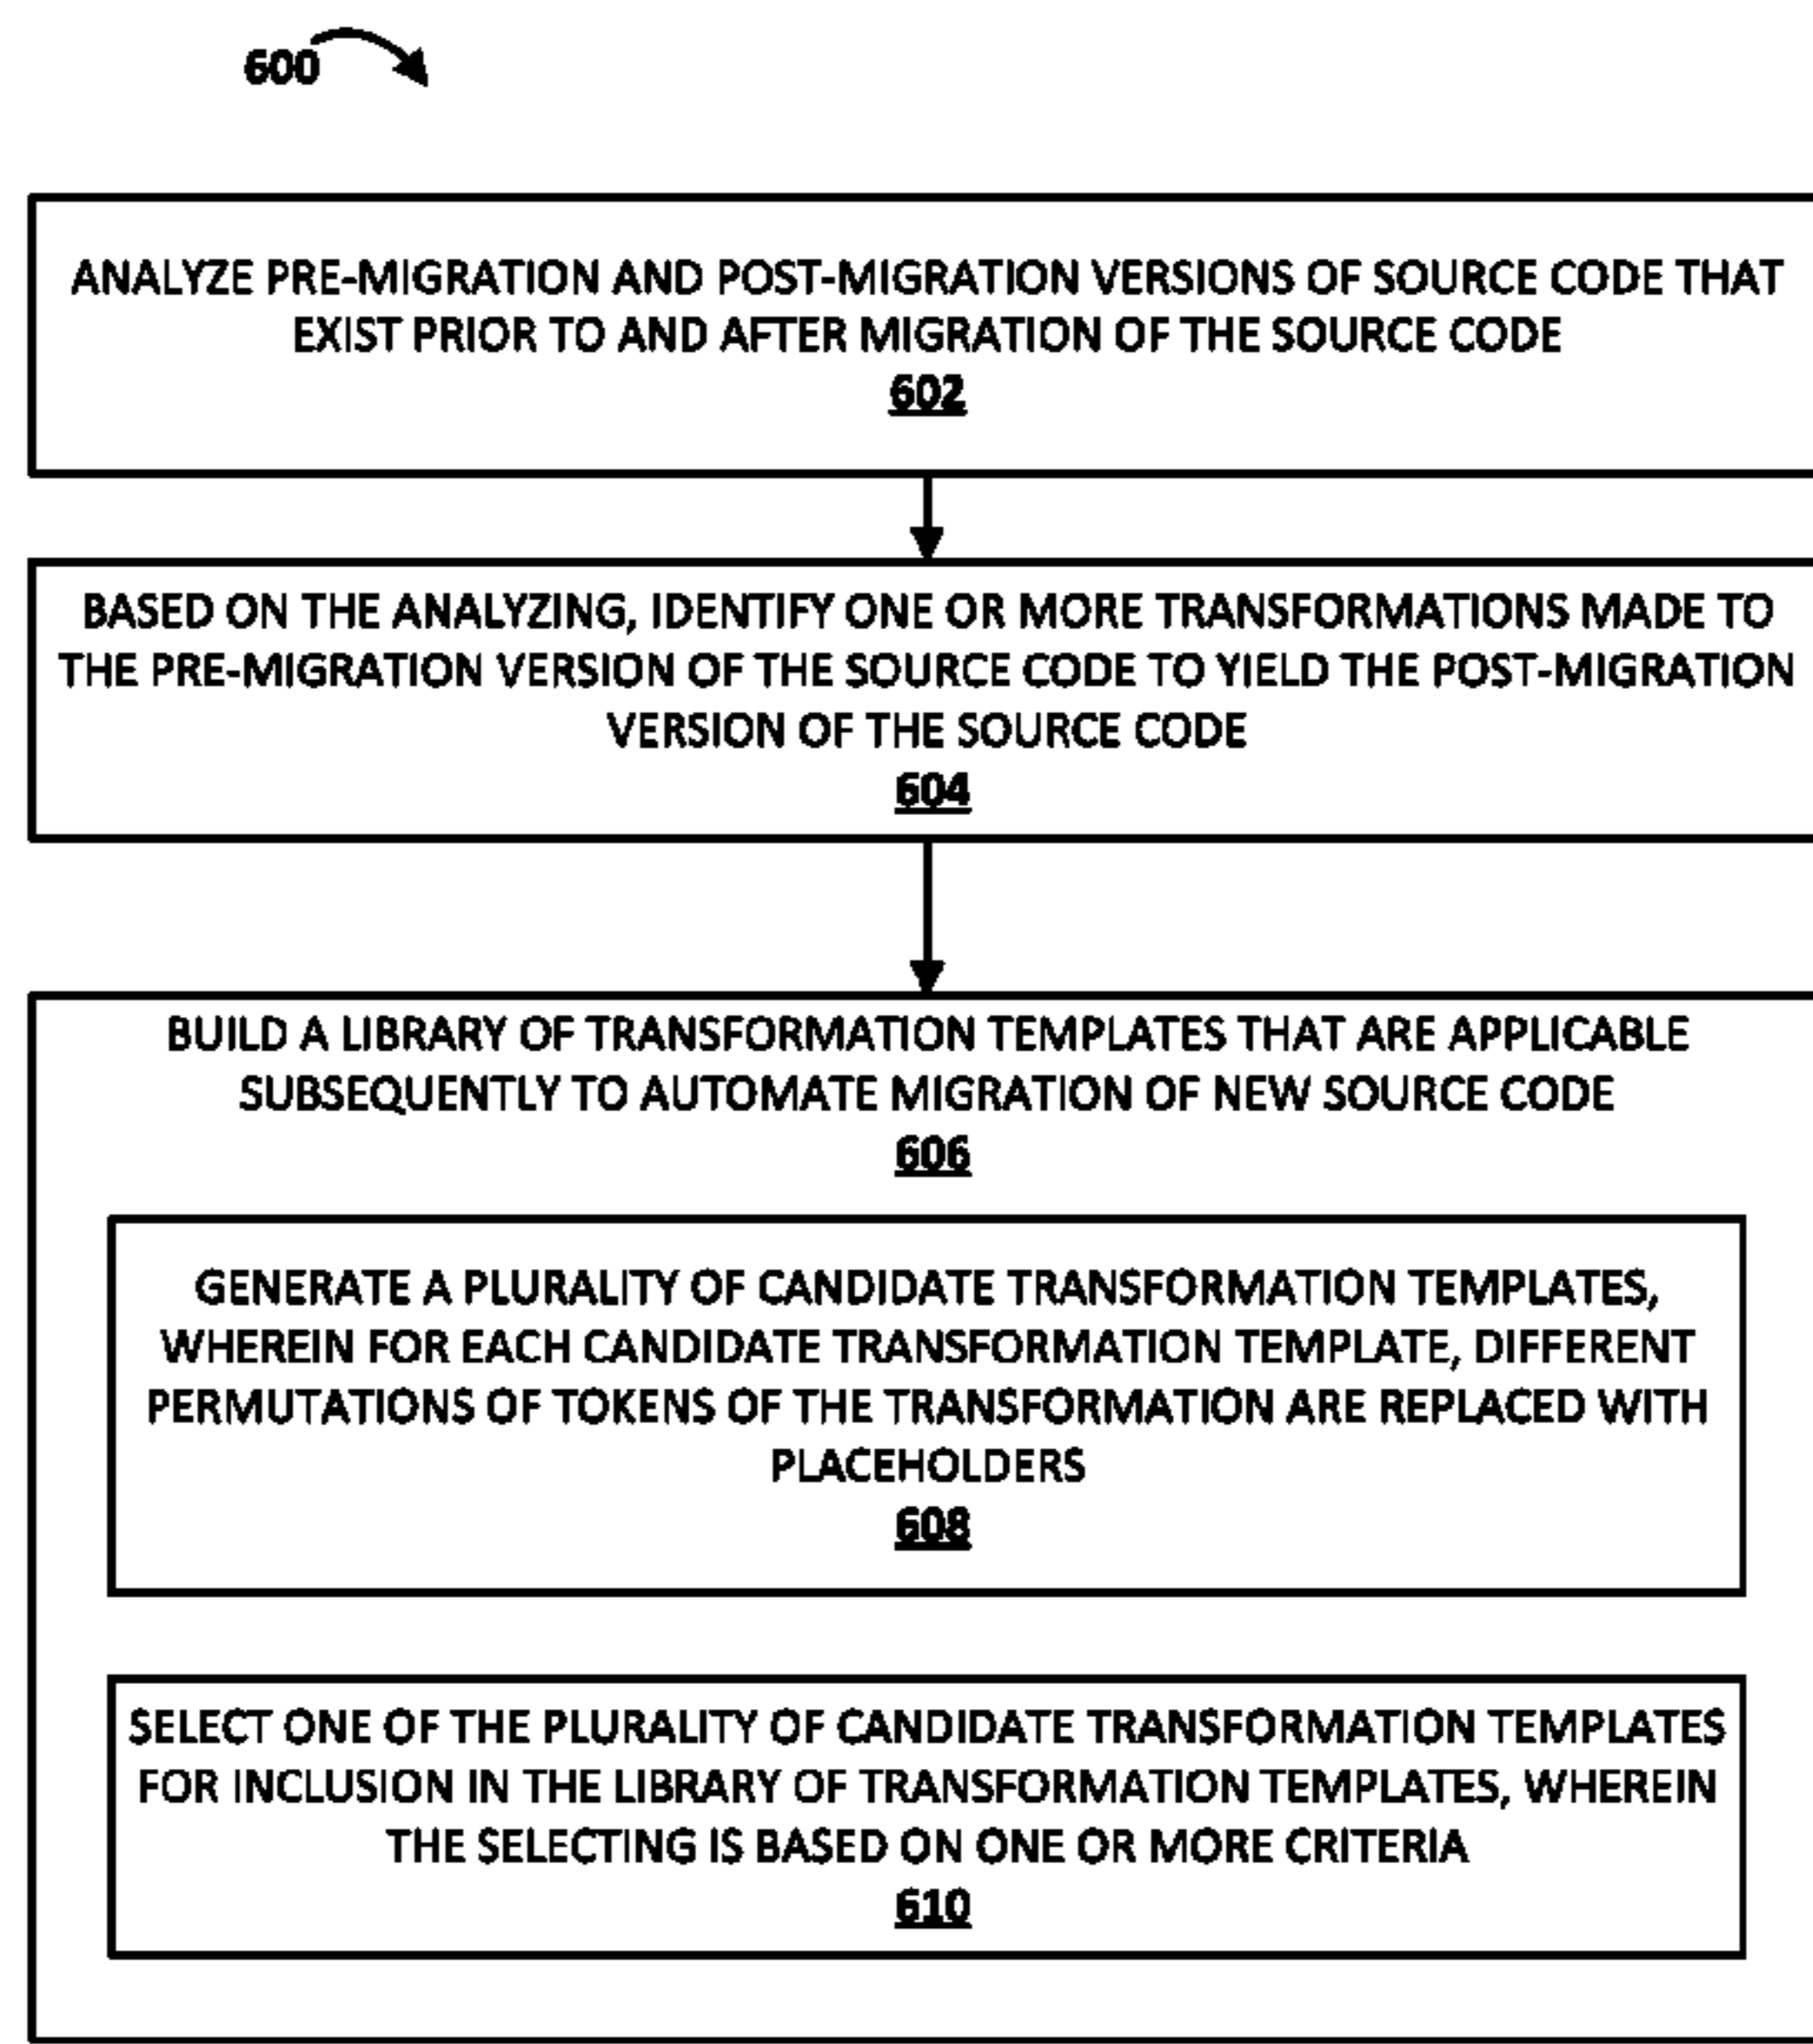 600
ANALYZE PRE-MIGRATION AND POST-MIGRATION VERSIONS OF SOURCE CODE THAT
EXIST PRIOR TO AND AFTER MIGRATION OF THE SOURCE CODE
602
BASED ON THE ANALYZING, IDENTIFY ONE OR MORE TRANSFORMATIONS MADE TO
THE PRE-MIGRATION VERSION OF THE SOURCE CODE TO YIELD THE POST-MIGRATION
VERSION OF THE SOURCE CODE
604
BUILD A LIBRARY OF TRANSFORMATION TEMPLATES THAT ARE APPLICABLE
SUBSEQUENTLY TO AUTOMATE MIGRATION OF NEW SOURCE CODE
606
GENERATE A PLURALITY OF CANDIDATE TRANSFORMATION TEMPLATES,
WHEREIN FOR EACH CANDIDATE TRANSFORMATION TEMPLATE, DIFFERENT
PERMUTATIONS OF TOKENS OF THE TRANSFORMATION ARE REPLACED WITH
PLACEHOLDERS
608
SELECT ONE OF THE PLURALITY OF CANDIDATE TRANSFORMATION TEMPLATES
FOR INCLUSION IN THE LIBRARY OF TRANSFORMATION TEMPLATES, WHEREIN
THE SELECTING IS BASED ON ONE OR MORE CRITERIA
610